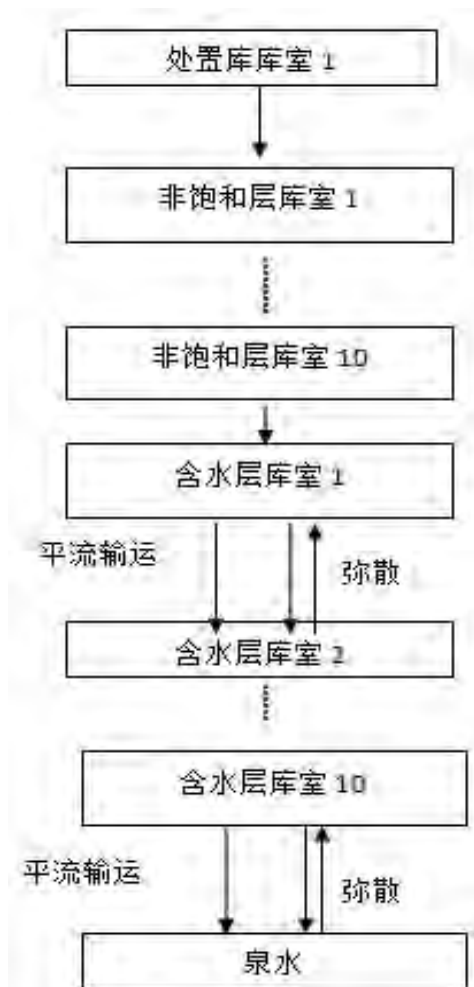 处置库库室 1
非饱和层库室 1
非饱和层库室 10
含水层库室 1
平流输运
弥散
含水层库室 2
含水层库室 10
平流输运
弥散
泉水